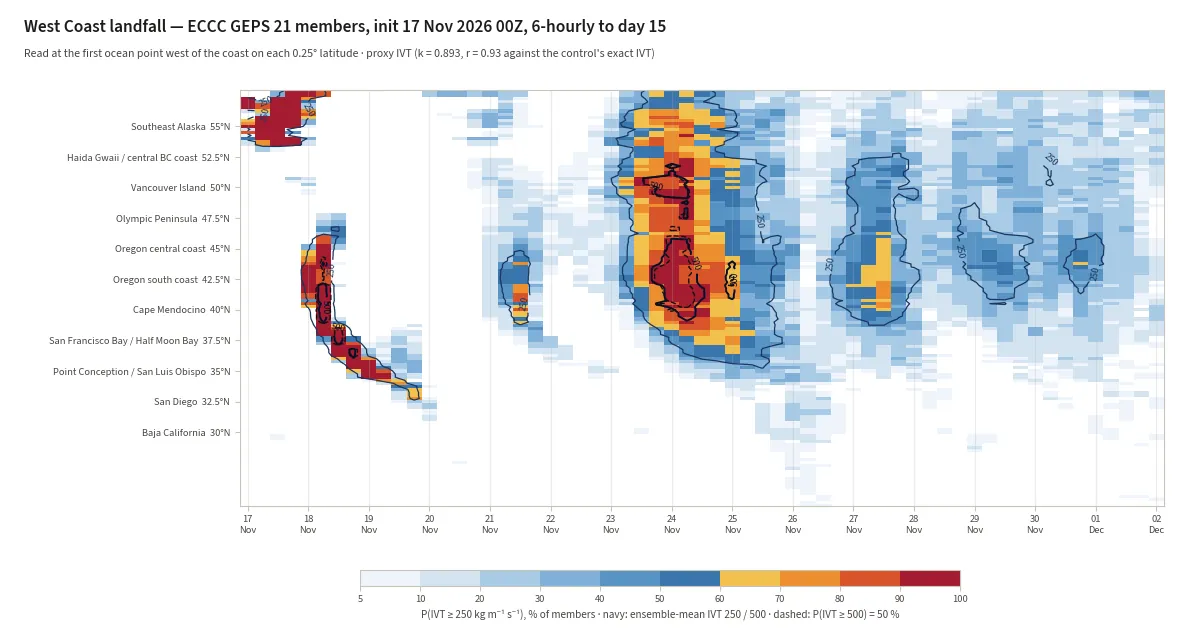 West Coast landfall — ECCC GEPS 21 members, init 17 Nov 2026 00Z, 6-hourly to day 15
Read at the first ocean point west of the coast on each 0.25° latitude · proxy IVT (k = 0.893, r = 0.93 against the control's exact IVT)
Southeast Alaska 55°N
Haida Gwaii / central BC coast 52.5°N
Vancouver Island 50°N
Olympic Peninsula 47.5°N
Oregon central coast 45°N
Oregon south coast 42.5°N
Cape Mendocino 40°N
San Francisco Bay / Half Moon Bay 37.5°N
Point Conception / San Luis Obispo 35°N
San Diego 32.5°N
Baja California 30°N
250
250
250
250
250
250
250
500
17 Nov
18 Nov
19 Nov
20 Nov
21 Nov
22 Nov
23 Nov
24 Nov
25 Nov
26 Nov
27 Nov
28 Nov
29 Nov
30 Nov
01 Dec
02 Dec
5 10 20 30 40 50 60 70 80 90 100
P(IVT ≥ 250 kg m⁻¹ s⁻¹), % of members · navy: ensemble-mean IVT 250 / 500 · dashed: P(IVT ≥ 500) = 50 %